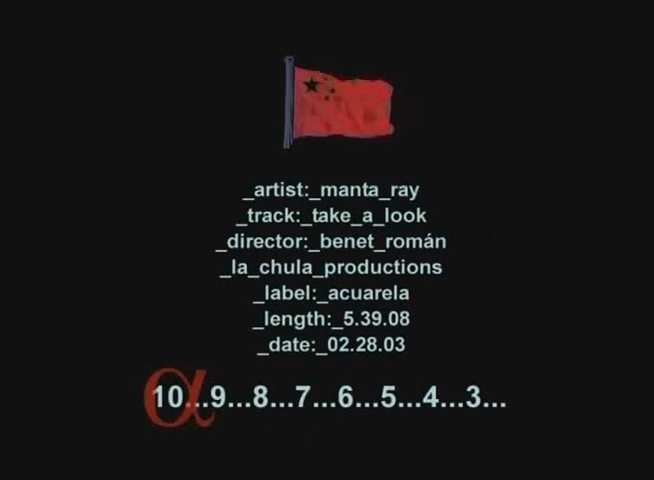 _artist:_manta_ray
_track:_take_a_look
_director:_benet_román
_la_chula_productions
_label:_acuarela
_length:_5.39.08
_date:_02.28.03
α
10...9...8...7...6...5...4...3...